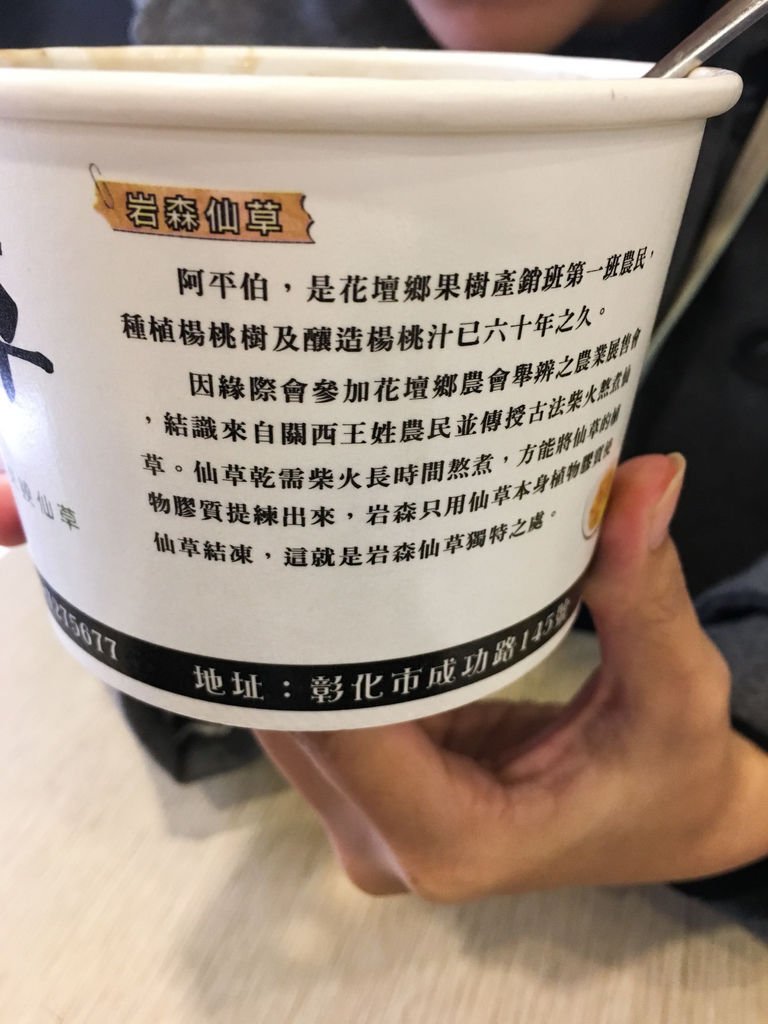 岩森仙草
阿平伯，是花壇鄉果樹產銷班第一班農民，
種植楊桃樹及釀造楊桃汁已六十年之久。
因緣際會參加花壇鄉農會舉辦之農業展售會
，結識來自關西王姓農民並傳授古法柴火熬煮仙
草。仙草乾需柴火長時間熬煮，方能將仙草的植
物膠質提練出來，岩森只用仙草本身植物膠質使
仙草結凍，這就是岩森仙草獨特之處。
仙草
275677
地址：彰化市成功路145號